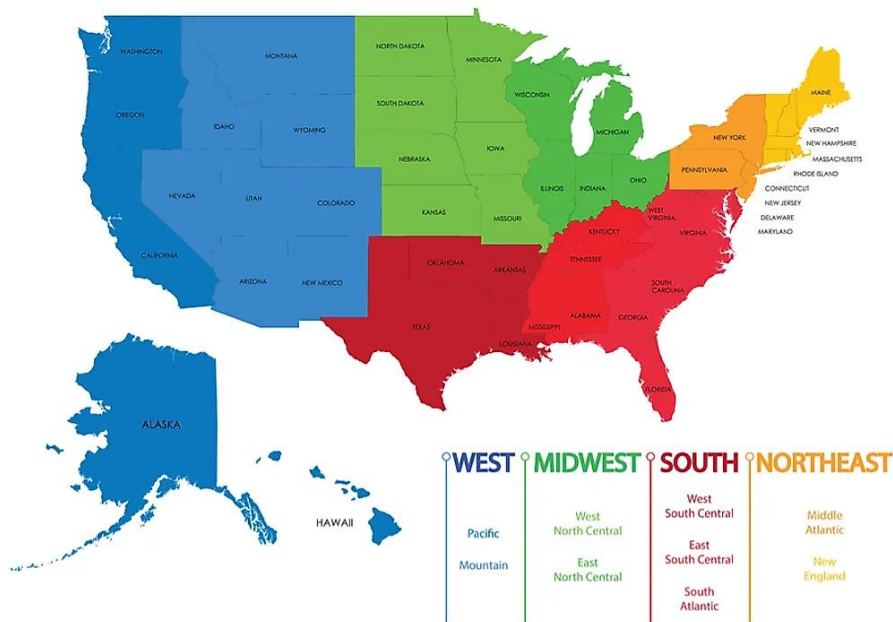 WASHINGTON
MONTANA
NORTH DAKOTA
MINNESOTA
MAINE
OREGON
IDAHO
WYOMING
SOUTH DAKOTA
WISCONSIN
MICHIGAN
NEW YORK
VERMONT
NEW HAMPSHIRE
MASSACHUSETTS
RHODE ISLAND
CONNECTICUT
NEW JERSEY
DELAWARE
MARYLAND
NEVADA
UTAH
COLORADO
NEBRASKA
IOWA
ILLINOIS
INDIANA
OHIO
PENNSYLVANIA
KANSAS
MISSOURI
WEST
VIRGINIA
VIRGINIA
KENTUCKY
CALIFORNIA
ARIZONA
NEW MEXICO
OKLAHOMA
ARKANSAS
TENNESSEE
SOUTH
CAROLINA
TEXAS
LOUSIANA
MISSISSIPPI
ALABAMA
GEORGIA
FLORIDA
ALASKA
HAWAII
WEST
Pacific
Mountain
MIDWEST
West
North Central
East
North Central
SOUTH
West
South Central
East
South Central
South
Atlantic
NORTHEAST
Middle
Atlantic
New
England